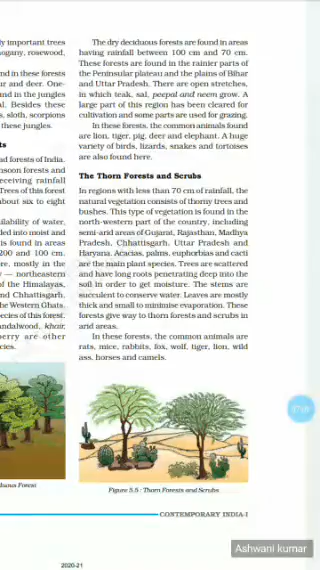 ly important trees
ogany, rosewood,
nd in these forests
ur and deer. One-
und in the jungles
al. Besides these
s, sloth, scorpions
these jungles.
ts
ad forests of India.
nsoon forests and
eceiving rainfall
Trees of this forest
bout six to eight
ilability of water,
ded into moist and
is found in areas
200 and 100 cm.
re, mostly in the
y — northeastern
of the Himalayas,
nd Chhattisgarh,
he Western Ghats.
ecies of this forest.
andalwood, khair,
berry are other
cies.
duous Forest
The dry deciduous forests are found in areas
having rainfall between 100 cm and 70 cm.
These forests are found in the rainier parts of
the Peninsular plateau and the plains of Bihar
and Uttar Pradesh. There are open stretches,
in which teak, sal, peepal and neem grow. A
large part of this region has been cleared for
cultivation and some parts are used for grazing.
In these forests, the common animals found
are lion, tiger, pig, deer and elephant. A huge
variety of birds, lizards, snakes and tortoises
are also found here.
The Thorn Forests and Scrubs
In regions with less than 70 cm of rainfall, the
natural vegetation consists of thorny trees and
bushes. This type of vegetation is found in the
north-western part of the country, including
semi-arid areas of Gujarat, Rajasthan, Madhya
Pradesh, Chhattisgarh, Uttar Pradesh and
Haryana. Acacias, palms, euphorbias and cacti
are the main plant species. Trees are scattered
and have long roots penetrating deep into the
soil in order to get moisture. The stems are
succulent to conserve water. Leaves are mostly
thick and small to minimise evaporation. These
forests give way to thorn forests and scrubs in
arid areas.
In these forests, the common animals are
rats, mice, rabbits, fox, wolf, tiger, lion, wild
ass, horses and camels.
Figure 5.5 : Thorn Forests and Scrubs
CONTEMPORARY INDIA-I
2020-21
Ashwani kumar